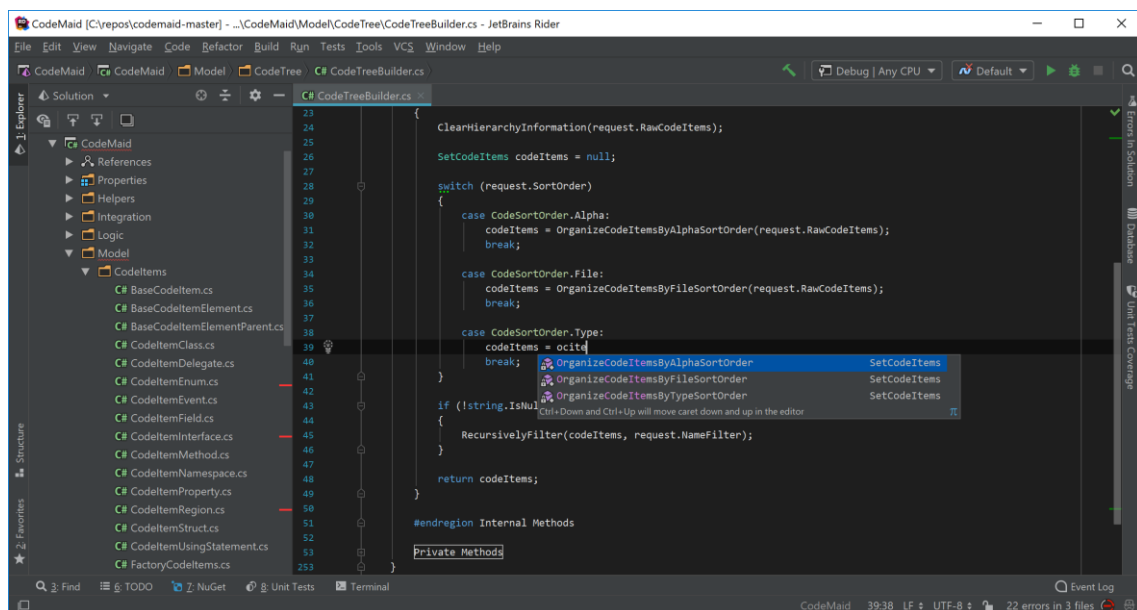 CodeMaid [C:\repos\codemaid-master] - ...\CodeMaid\Model\CodeTree\CodeTreeBuilder.cs - JetBrains Rider
File Edit View Navigate Code Refactor Build Run Tests Tools VCS Window Help
CodeMaid CodeMaid Model CodeTree C# CodeTreeBuilder.cs Debug | Any CPU Default
Solution
C# CodeTreeBuilder.cs
1: Explorer
Structure
2: Favorites
CodeMaid
References
Properties
Helpers
Integration
Logic
Model
CodeItems
C# BaseCodeItem.cs
C# BaseCodeItemElement.cs
C# BaseCodeItemElementParent.cs
C# CodeItemClass.cs
C# CodeItemDelegate.cs
C# CodeItemEnum.cs
C# CodeItemEvent.cs
C# CodeItemField.cs
C# CodeItemInterface.cs
C# CodeItemMethod.cs
C# CodeItemNamespace.cs
C# CodeItemProperty.cs
C# CodeItemRegion.cs
C# CodeItemStruct.cs
C# CodeItemUsingStatement.cs
C# FactoryCodeItems.cs
23 {
24 ClearHierarchyInformation(request.RawCodeItems);
25
26 SetCodeItems codeItems = null;
27
28 switch (request.SortOrder)
29 {
30 case CodeSortOrder.Alpha:
31 codeItems = OrganizeCodeItemsByAlphaSortOrder(request.RawCodeItems);
32 break;
33
34 case CodeSortOrder.File:
35 codeItems = OrganizeCodeItemsByFileSortOrder(request.RawCodeItems);
36 break;
37
38 case CodeSortOrder.Type:
39 codeItems = ocite
40 break;
41 }
42
43 if (!string.IsNul
44 {
45 RecursivelyFilter(codeItems, request.NameFilter);
46 }
47
48 return codeItems;
49 }
50
51 #endregion Internal Methods
52
53 Private Methods
253 }
OrganizeCodeItemsByAlphaSortOrder SetCodeItems
OrganizeCodeItemsByFileSortOrder SetCodeItems
OrganizeCodeItemsByTypeSortOrder SetCodeItems
Ctrl+Down and Ctrl+Up will move caret down and up in the editor π
Errors In Solution
Database
Unit Tests Coverage
3: Find 6: TODO 7: NuGet 8: Unit Tests Terminal Event Log
CodeMaid 39:38 LF UTF-8 22 errors in 3 files